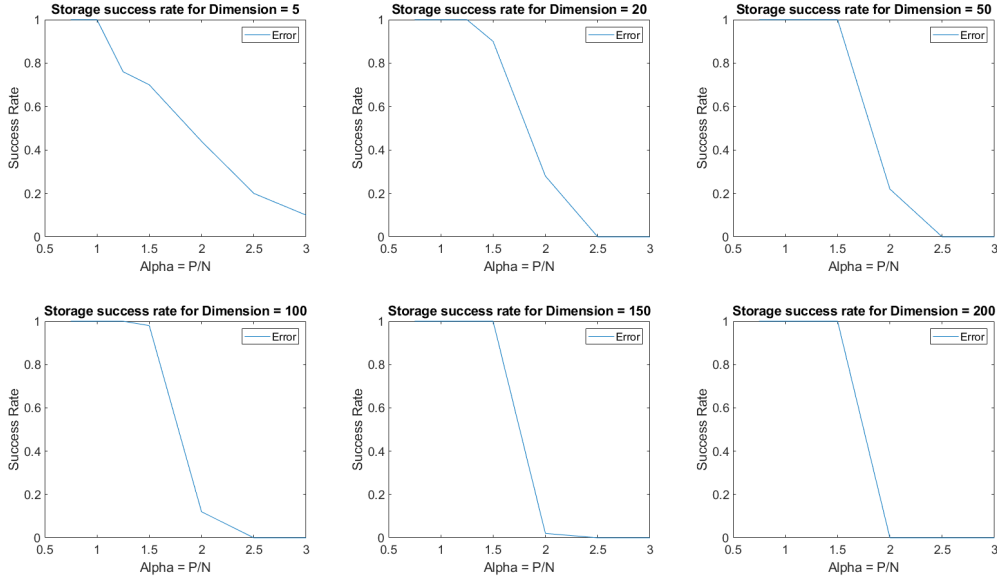 Storage success rate for Dimension = 5
Error
Success Rate
1
0.8
0.6
0.4
0.2
0
0.5 1 1.5 2 2.5 3
Alpha = P/N
Storage success rate for Dimension = 20
Error
Success Rate
1
0.8
0.6
0.4
0.2
0
0.5 1 1.5 2 2.5 3
Alpha = P/N
Storage success rate for Dimension = 50
Error
Success Rate
1
0.8
0.6
0.4
0.2
0
0.5 1 1.5 2 2.5 3
Alpha = P/N
Storage success rate for Dimension = 100
Error
Success Rate
1
0.8
0.6
0.4
0.2
0
0.5 1 1.5 2 2.5 3
Alpha = P/N
Storage success rate for Dimension = 150
Error
Success Rate
1
0.8
0.6
0.4
0.2
0
0.5 1 1.5 2 2.5 3
Alpha = P/N
Storage success rate for Dimension = 200
Error
Success Rate
1
0.8
0.6
0.4
0.2
0
0.5 1 1.5 2 2.5 3
Alpha = P/N